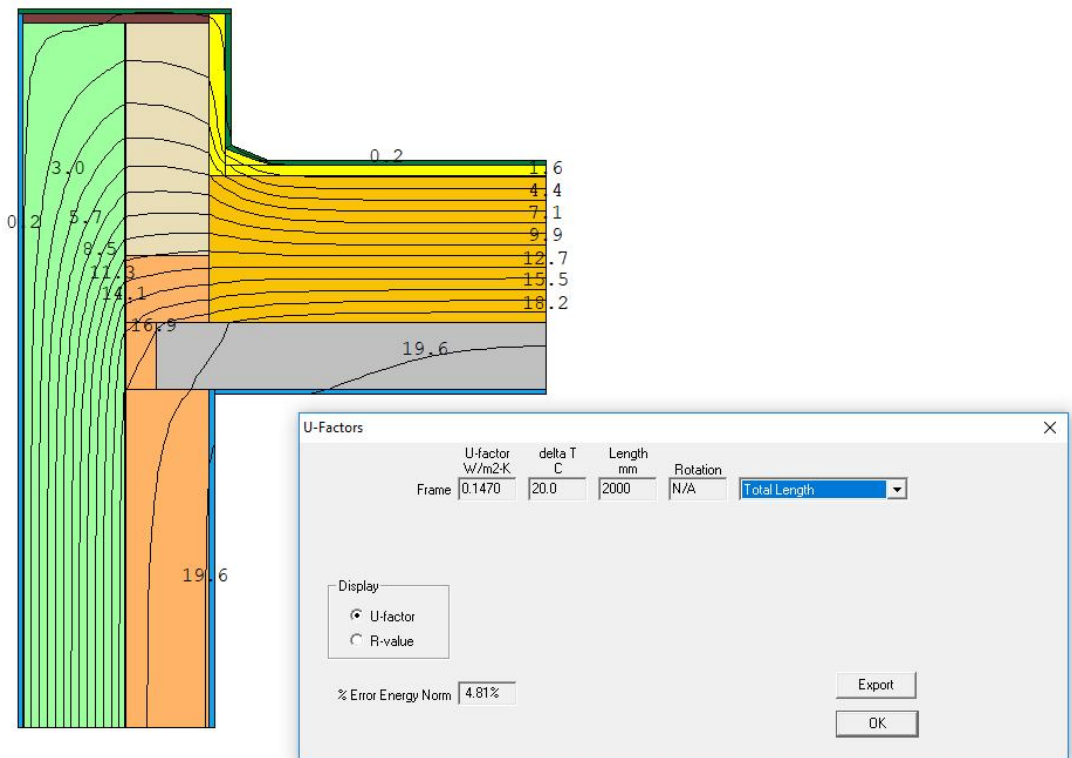 0.2
1.6
3.0
4.4
0.2
5.7
7.1
8.5
9.9
11.3
12.7
14.1
15.5
16.9
18.2
19.6
19.6
U-Factors
U-factor delta T Length
W/m2-K C mm Rotation
Frame 0.1470 20.0 2000 N/A Total Length
Display
U-factor
R-value
% Error Energy Norm 4.81%
Export
OK